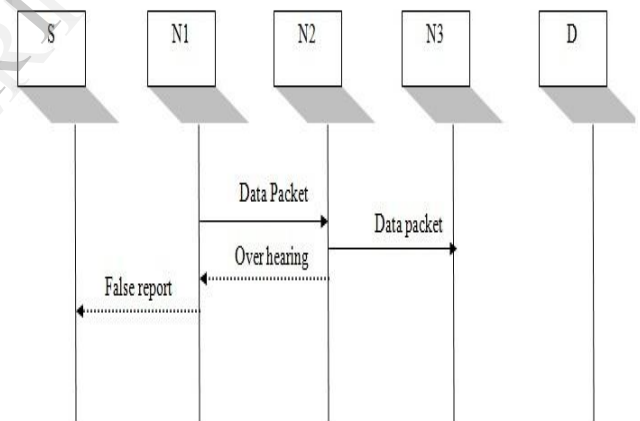 S N1 N2 N3 D
Data Packet
Data packet
Over hearing
False report